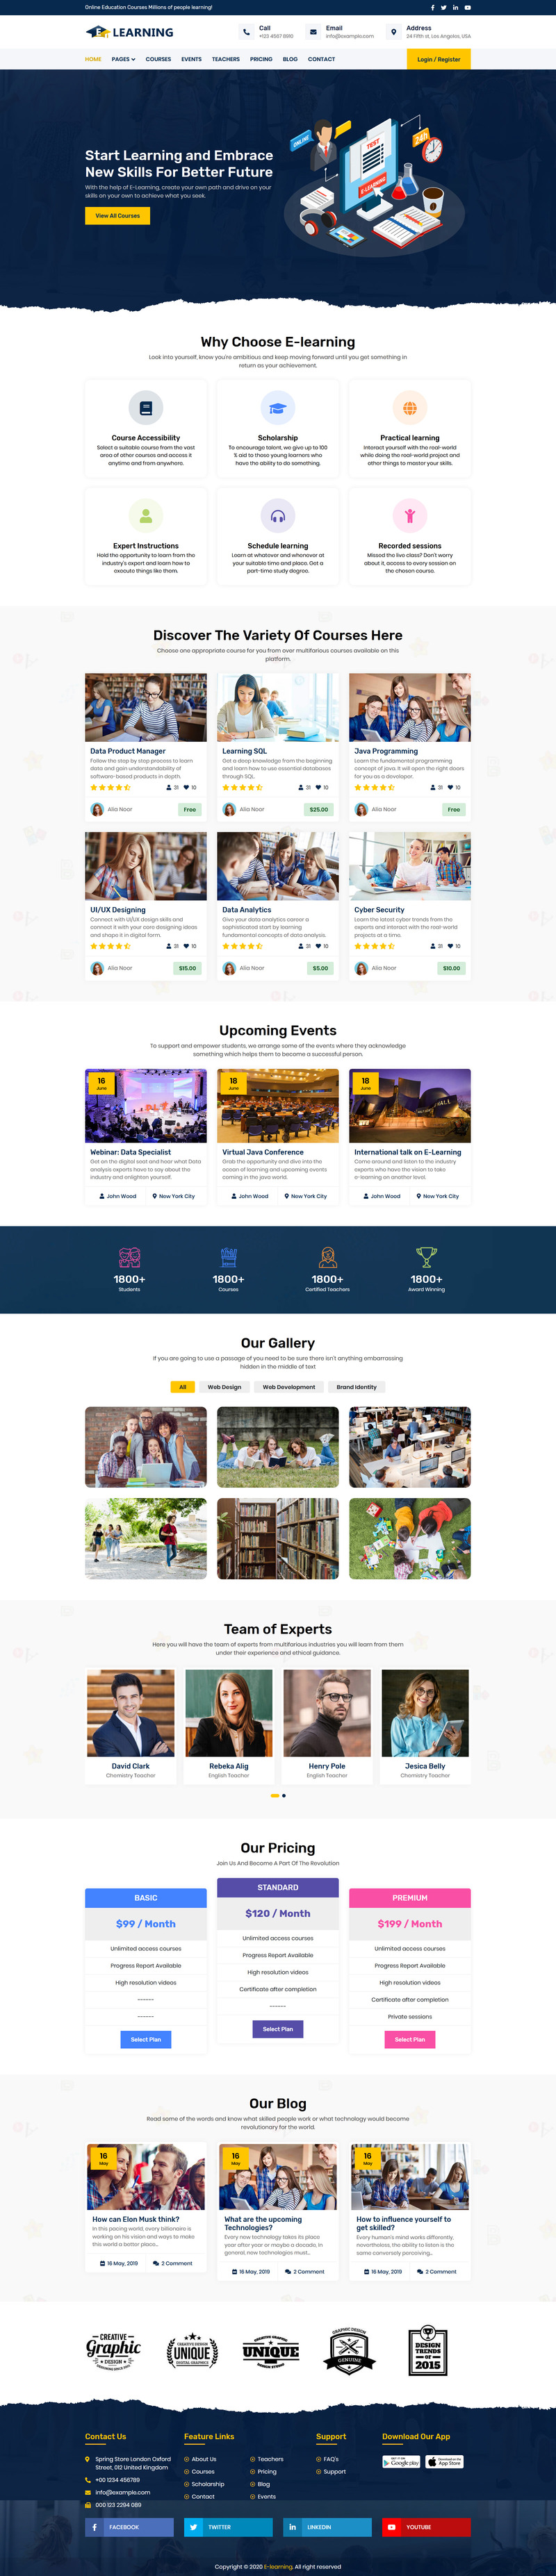 Online Education Courses Millions of people learning!
E-LEARNING
Call
+123 4567 8910
Email
info@example.com
Address
24 Fifth st, Los Angeles, USA
HOME
PAGES
COURSES
EVENTS
TEACHERS
PRICING
BLOG
CONTACT
Login / Register
Start Learning and Embrace
New Skills For Better Future
With the help of E-Learning, create your own path and drive on your
skills on your own to achieve what you seek.
View All Courses
ONLINE
TEST
24h
E-LEARNING
Why Choose E-learning
Look into yourself, know you're ambitious and keep moving forward until you get something in
return as your achievement.
Course Accessibility
Select a suitable course from the vast
area of other courses and access it
anytime and from anywhere.
Scholarship
To encourage talent, we give up to 100
% aid to those young learners who
have the ability to do something.
Practical learning
Interact yourself with the real-world
while doing the real-world project and
other things to master your skills.
Expert Instructions
Hold the opportunity to learn from the
industry's expert and learn how to
execute things like them.
Schedule learning
Learn at whatever and whenever at
your suitable time and place. Get a
part-time study degree.
Recorded sessions
Missed the live class? Don't worry
about it, access to every session on
the chosen course.
Discover The Variety Of Courses Here
Choose one appropriate course for you from over multifarious courses available on this
platform.
Data Product Manager
Follow the step by step process to learn
data and gain understandability of
software-based products in depth.
31 10
Alia Noor
Free
Learning SQL
Get a deep knowledge from the beginning
and learn how to use essential databases
through SQL.
31 10
Alia Noor
$25.00
Java Programming
Learn the fundamental programming
concept of java. It will open the right doors
for you as a developer.
31 10
Alia Noor
Free
UI/UX Designing
Connect with UI/UX design skills and
connect it with your core designing ideas
and shape it in digital form.
31 10
Alia Noor
$15.00
Data Analytics
Give your data analytics career a
sophisticated start by learning
fundamental concepts of data analysis.
31 10
Alia Noor
$5.00
Cyber Security
Learn the latest cyber trends from the
experts and interact with the real-world
projects at a time.
31 10
Alia Noor
$10.00
Upcoming Events
To support and empower students, we arrange some of the events where they acknowledge
something which helps them to become a successful person.
16
June
Webinar: Data Specialist
Get on the digital seat and hear what Data
analysis experts have to say about the
industry and enlighten yourself.
John Wood
New York City
18
June
Virtual Java Conference
Grab the opportunity and dive into the
ocean of learning and upcoming events
coming in the java world.
John Wood
New York City
18
June
International talk on E-Learning
Come around and listen to the industry
experts who have the vision to take
e-learning on another level.
John Wood
New York City
1800+
Students
1800+
Courses
1800+
Certified Teachers
1800+
Award Winning
Our Gallery
If you are going to use a passage of you need to be sure there isn't anything embarrassing
hidden in the middle of text
All
Web Design
Web Development
Brand Identity
Team of Experts
Here you will have the team of experts from multifarious industries you will learn from them
under their experience and ethical guidance.
David Clark
Chemistry Teacher
Rebeka Alig
English Teacher
Henry Pole
English Teacher
Jesica Belly
Chemistry Teacher
Our Pricing
Join Us And Become A Part Of The Revolution
BASIC
$99 / Month
Unlimited access courses
Progress Report Available
High resolution videos
------
------
Select Plan
STANDARD
$120 / Month
Unlimited access courses
Progress Report Available
High resolution videos
Certificate after completion
------
Select Plan
PREMIUM
$199 / Month
Unlimited access courses
Progress Report Available
High resolution videos
Certificate after completion
Private sessions
Select Plan
Our Blog
Read some of the words and know what skilled people work or what technology would become
revolutionary for the world.
16
May
How can Elon Musk think?
In this pacing world, every billionaire is
working on his vision and ways to make
this world a better place...
16 May, 2019
2 Comment
16
May
What are the upcoming
Technologies?
Every new technology takes its place
year after year or maybe a decade, in
general, new technologies must...
16 May, 2019
2 Comment
16
May
How to influence yourself to
get skilled?
Every human's mind works differently,
nevertheless, the ability to listen is the
same conversely perceiving...
16 May, 2019
2 Comment
CREATIVE
Graphic
DESIGN
CREATIVE DESIGN
UNIQUE
DIGITAL GRAPHICS
UNIQUE
GRAPHIC DESIGN
GENUINE
DESIGN
TRENDS
OF
2015
Contact Us
Spring Store London Oxford
Street, 012 United Kingdom
+00 1234 456789
info@example.com
000 123 2294 089
Feature Links
About Us
Courses
Scholarship
Contact
Teachers
Pricing
Blog
Events
Support
FAQ's
Support
Download Our App
Google play
App Store
FACEBOOK
TWITTER
LINKEDIN
YOUTUBE
Copyright © 2020 E-learning. All right reserved